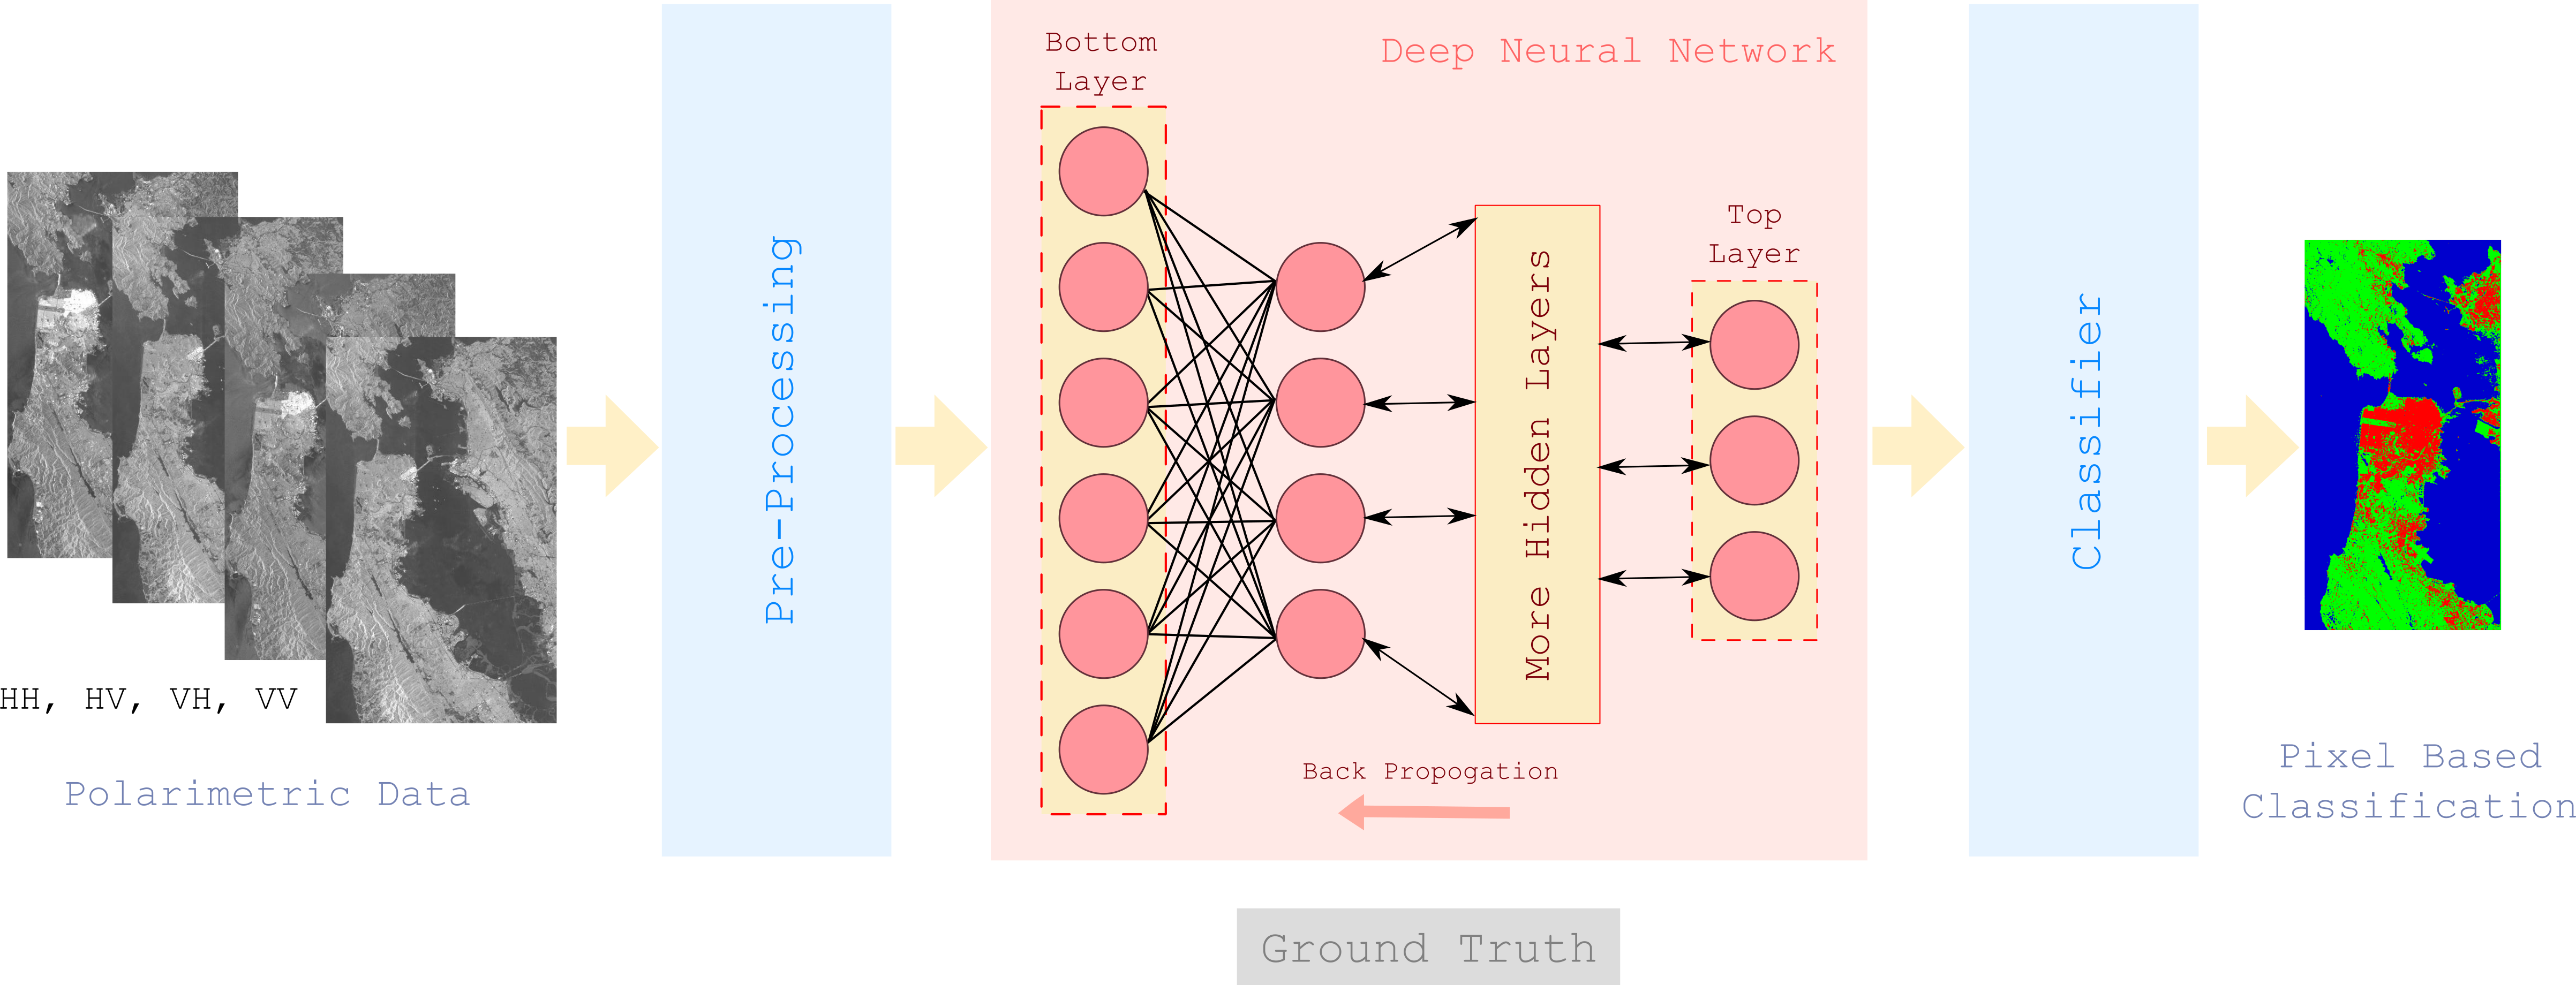 HH, HV, VH, VV
Polarimetric Data
Pre-Processing
Bottom
Layer
Deep Neural Network
More Hidden Layers
Top
Layer
Back Propogation
Ground Truth
Classifier
Pixel Based
Classification